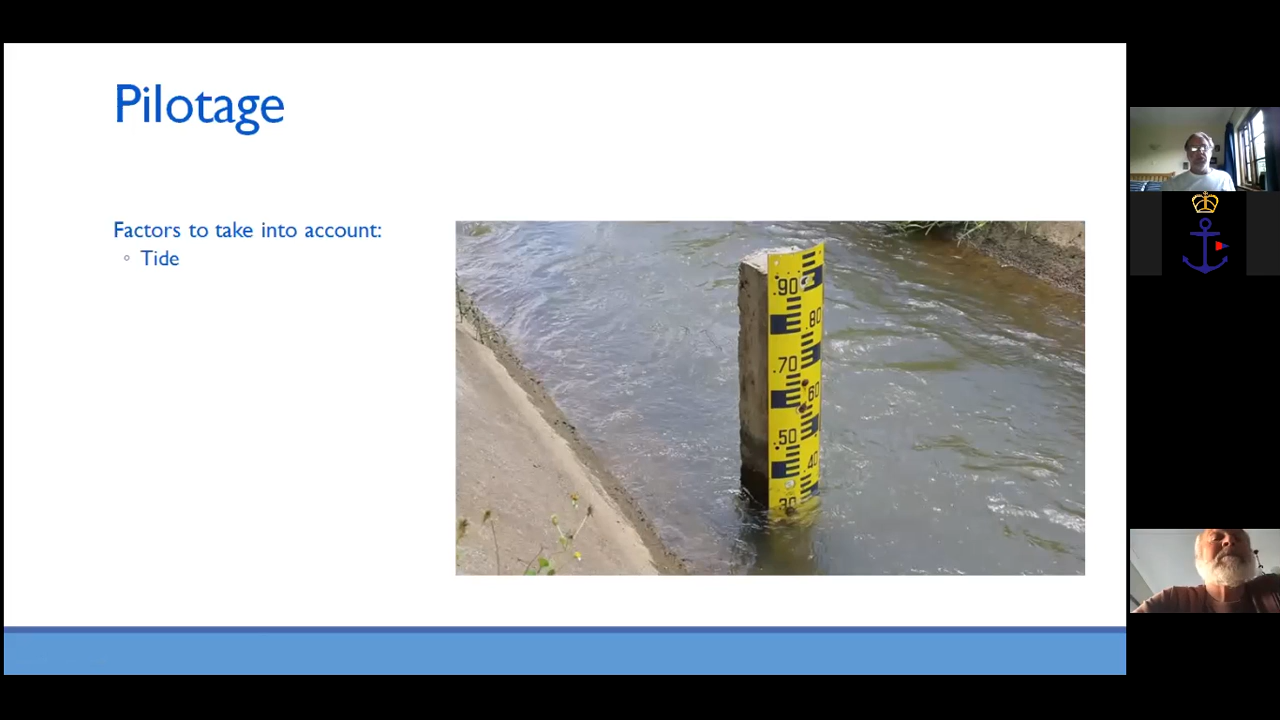 Pilotage
Factors to take into account:
◦ Tide
.90
.80
.70
.60
.50
.40
.30